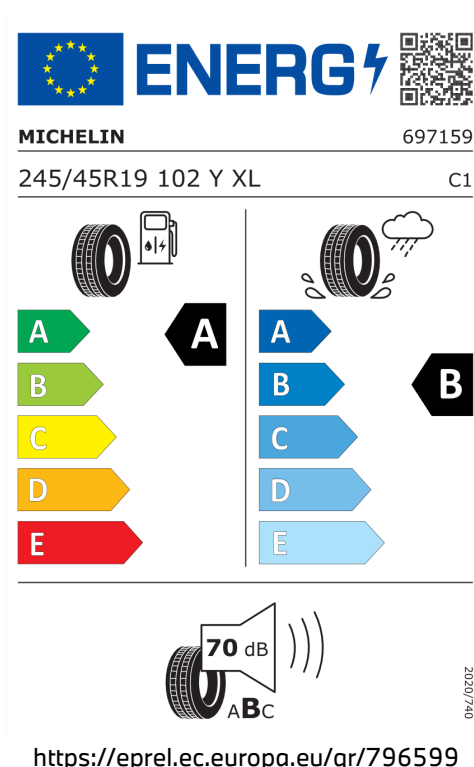 ENERG
MICHELIN 697159
245/45R19 102 Y XL C1
A A A
B B B
C C
D D
E E
70 dB
ABC
2020/740
https://eprel.ec.europa.eu/qr/796599